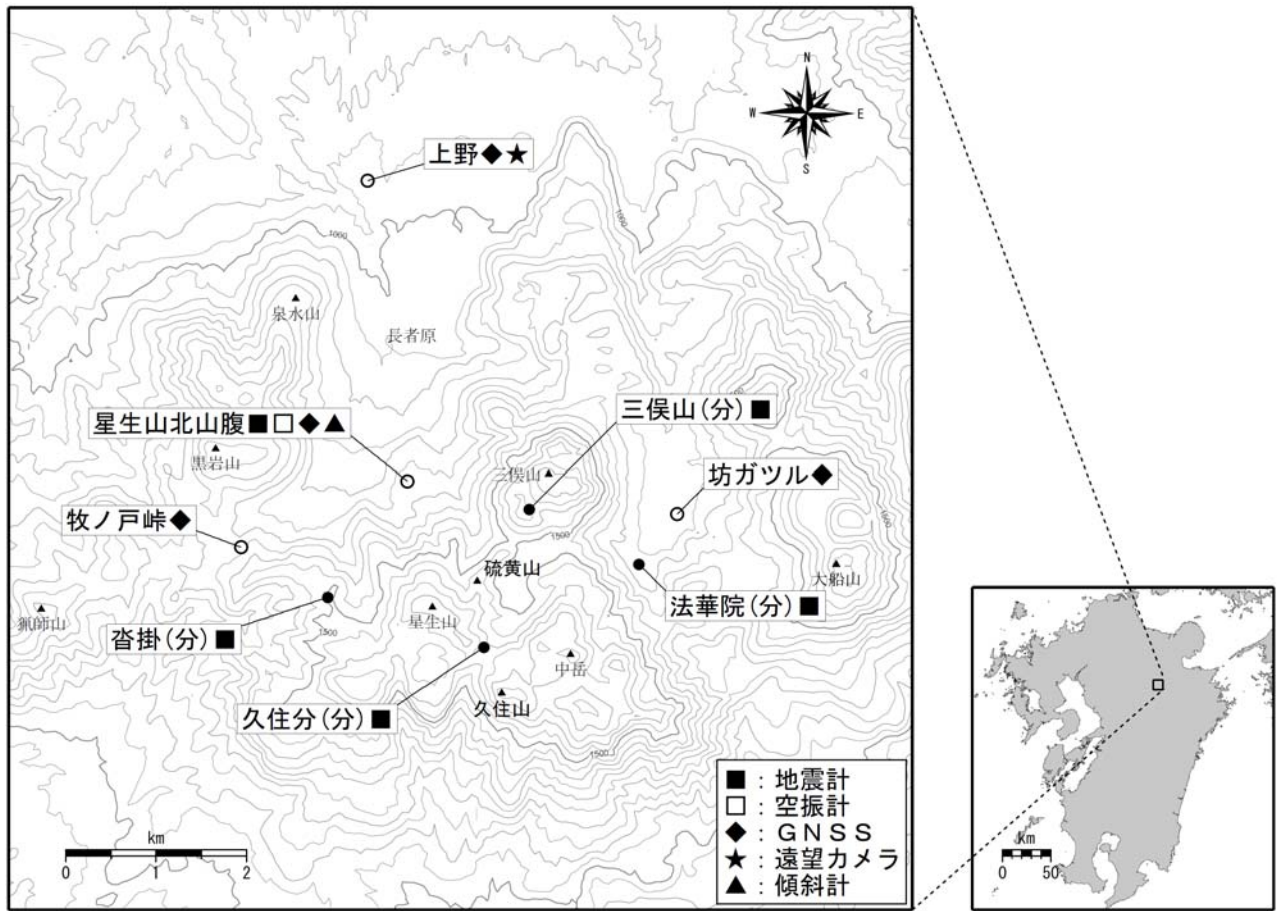 N
W E
S
上野◆★
1000
1000
泉水山
長者原
三俣山(分)■
星生山北山腹■□◆▲
黒岩山
三俣山
坊ガツル◆
牧ノ戸峠◆
1500
1500
硫黄山
大船山
法華院(分)■
猟師山
沓掛(分)■
1500
星生山
中岳
久住分(分)■
久住山
1500
■:地震計
□:空振計
◆:GNSS
★:遠望カメラ
▲:傾斜計
km
0 1 2
km
0 50